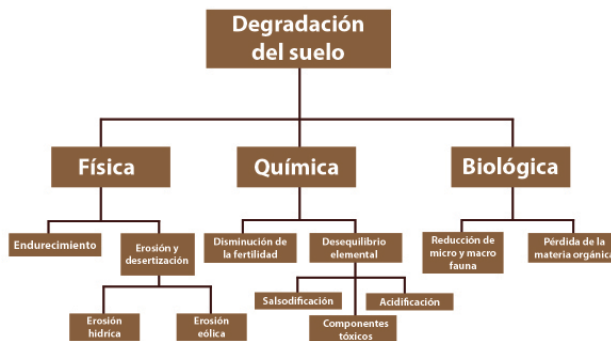 Degradación
del suelo
Física
Química
Biológica
Endurecimiento
Erosión y
desertización
Disminución de
la fertilidad
Desequilibrio
elemental
Reducción de
micro y macro
fauna
Pérdida de la
materia orgánica
Erosión
hidríca
Erosión
eólica
Salsodificación
Componentes
tóxicos
Acidificación